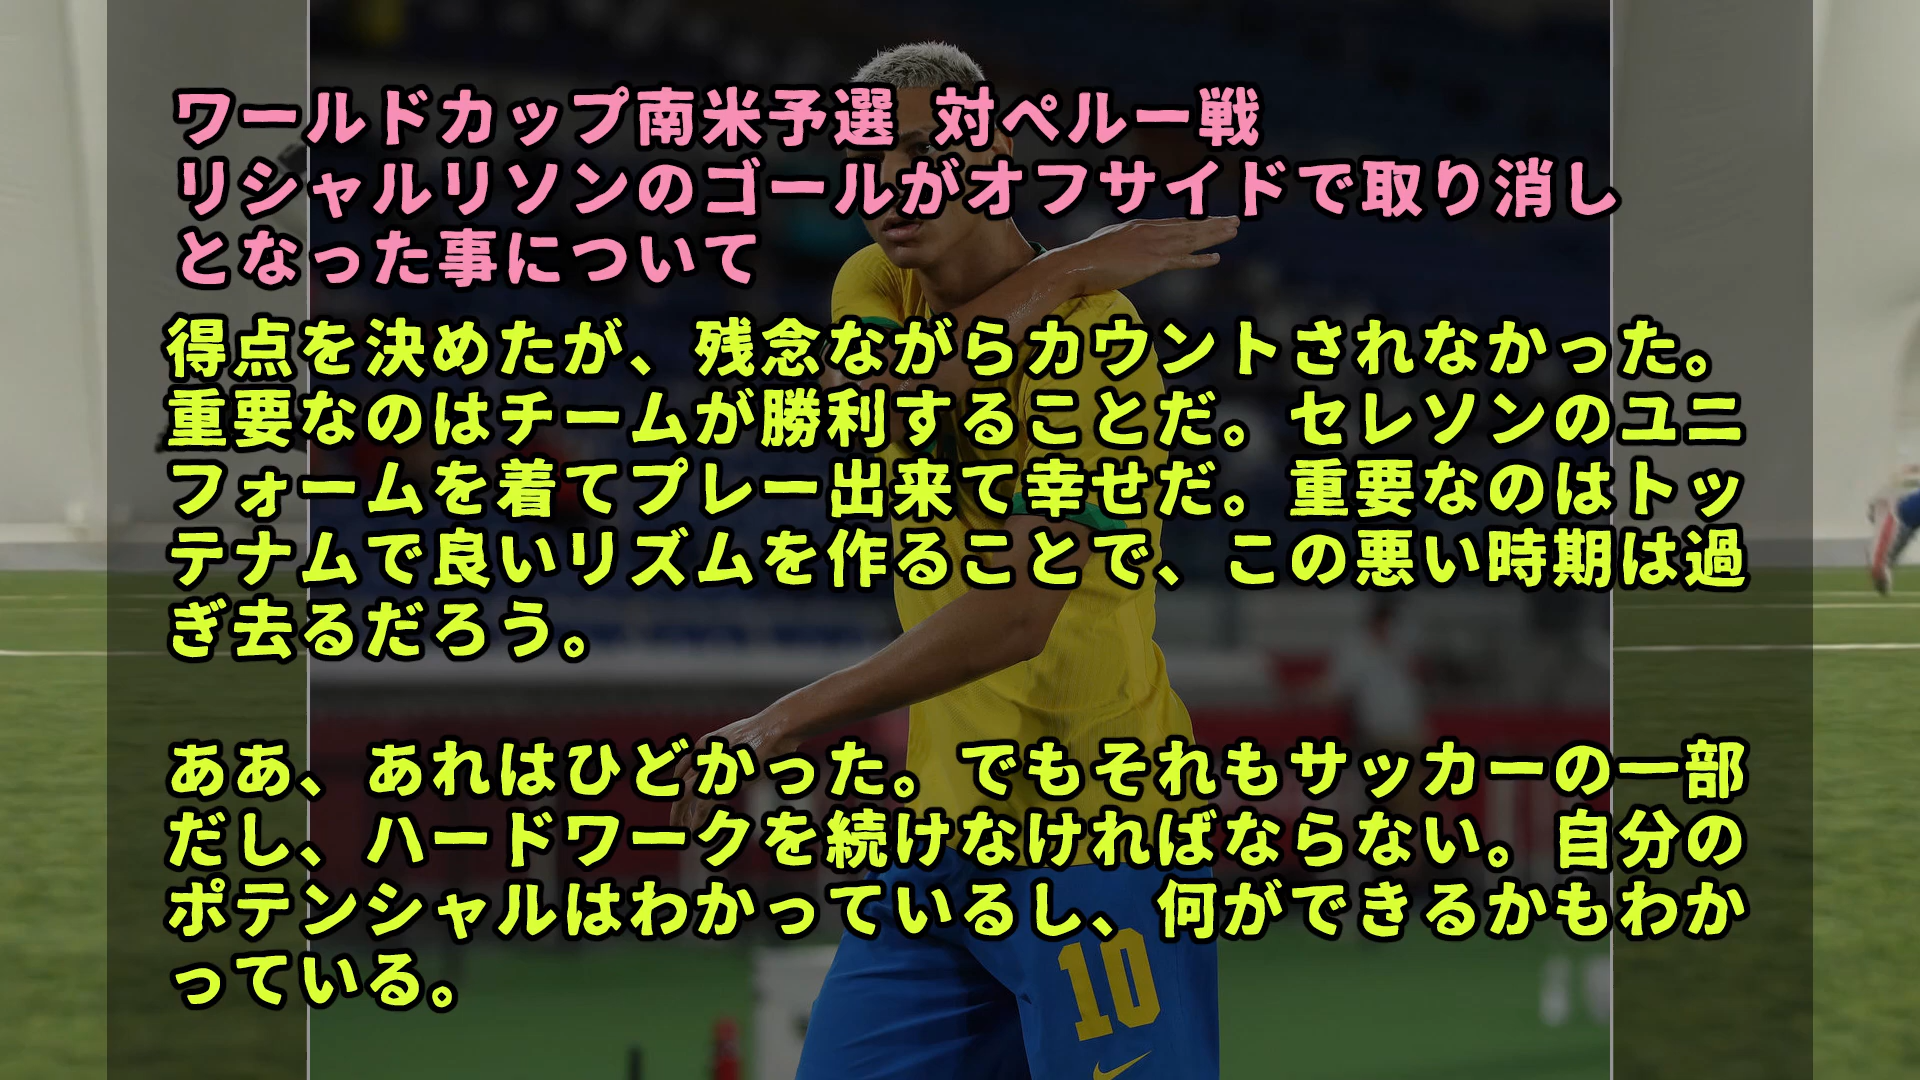 ワールドカップ南米予選 対ペルー戦
リシャルリソンのゴールがオフサイドで取り消し
となった事について
得点を決めたが、残念ながらカウントされなかった。
重要なのはチームが勝利することだ。セレソンのユニ
フォームを着てプレー出来て幸せだ。重要なのはトッ
テナムで良いリズムを作ることで、この悪い時期は過
ぎ去るだろう。
ああ、あれはひどかった。でもそれもサッカーの一部
だし、ハードワークを続けなければならない。自分の
ポテンシャルはわかっているし、何ができるかもわか
っている。
10